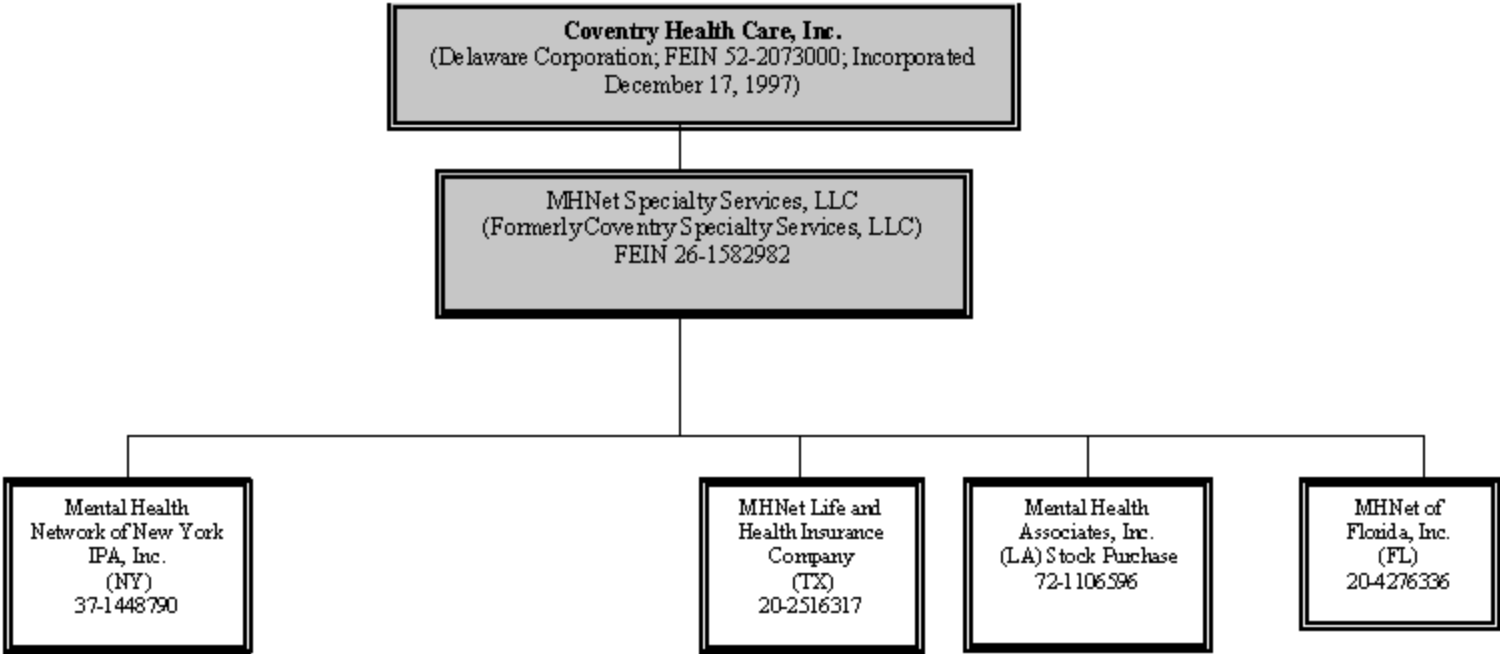 Coventry Health Care, Inc.
(Delaware Corporation; FEIN 52-2073000; Incorporated
December 17, 1997)
MHNet Specialty Services, LLC
(Formerly Coventry Specialty Services, LLC)
FEIN 26-1582982
Mental Health
Network of New York
IPA, Inc.
(NY)
37-1448790
MHNet Life and
Health Insurance
Company
(TX)
20-2516317
Mental Health
Associates, Inc.
(LA) Stock Purchase
72-1106596
MHNet of
Florida, Inc.
(FL)
20-4276336